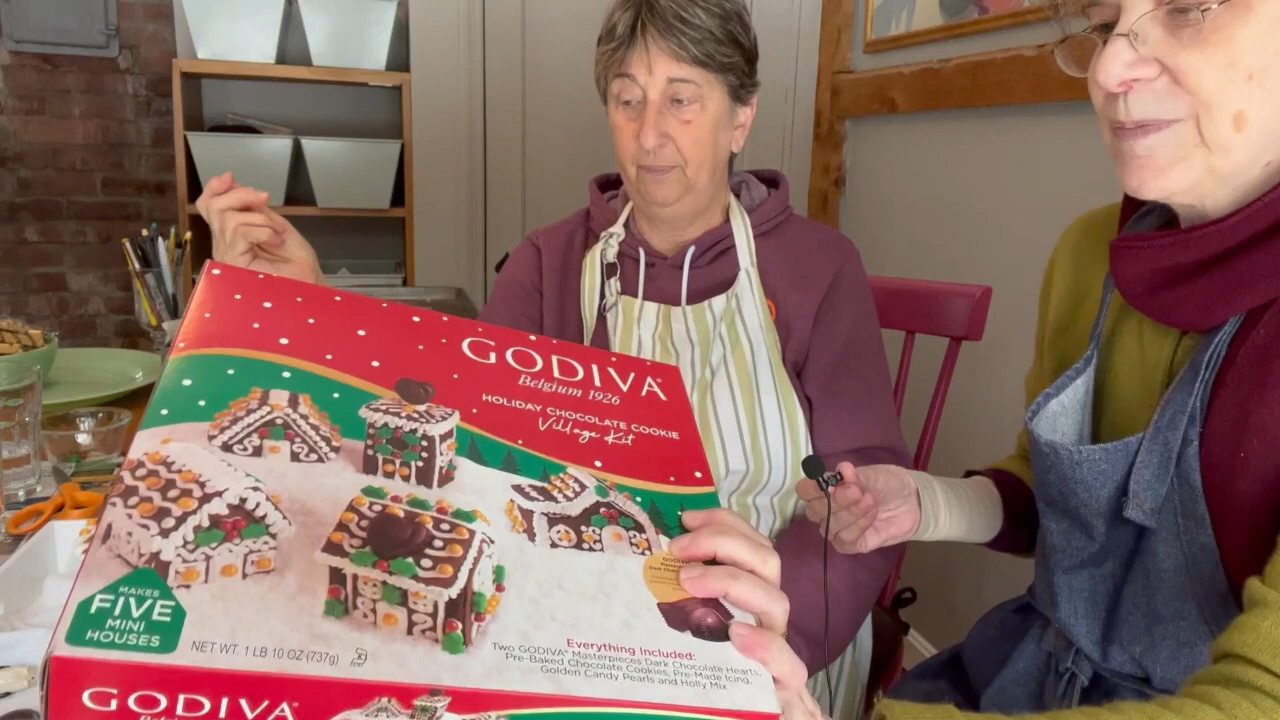 GODIVA
Belgium 1926
HOLIDAY CHOCOLATE COOKIE
Village Kit
MAKES
FIVE
MINI
HOUSES
NET WT. 1 LB 10 OZ (737g)
GODIVA
Dark
Everything Included:
Two GODIVA® Masterpieces Dark Chocolate Hearts,
Pre-Baked Chocolate Cookies, Pre-Made Icing,
Golden Candy Pearls and Holly Mix
GODIVA